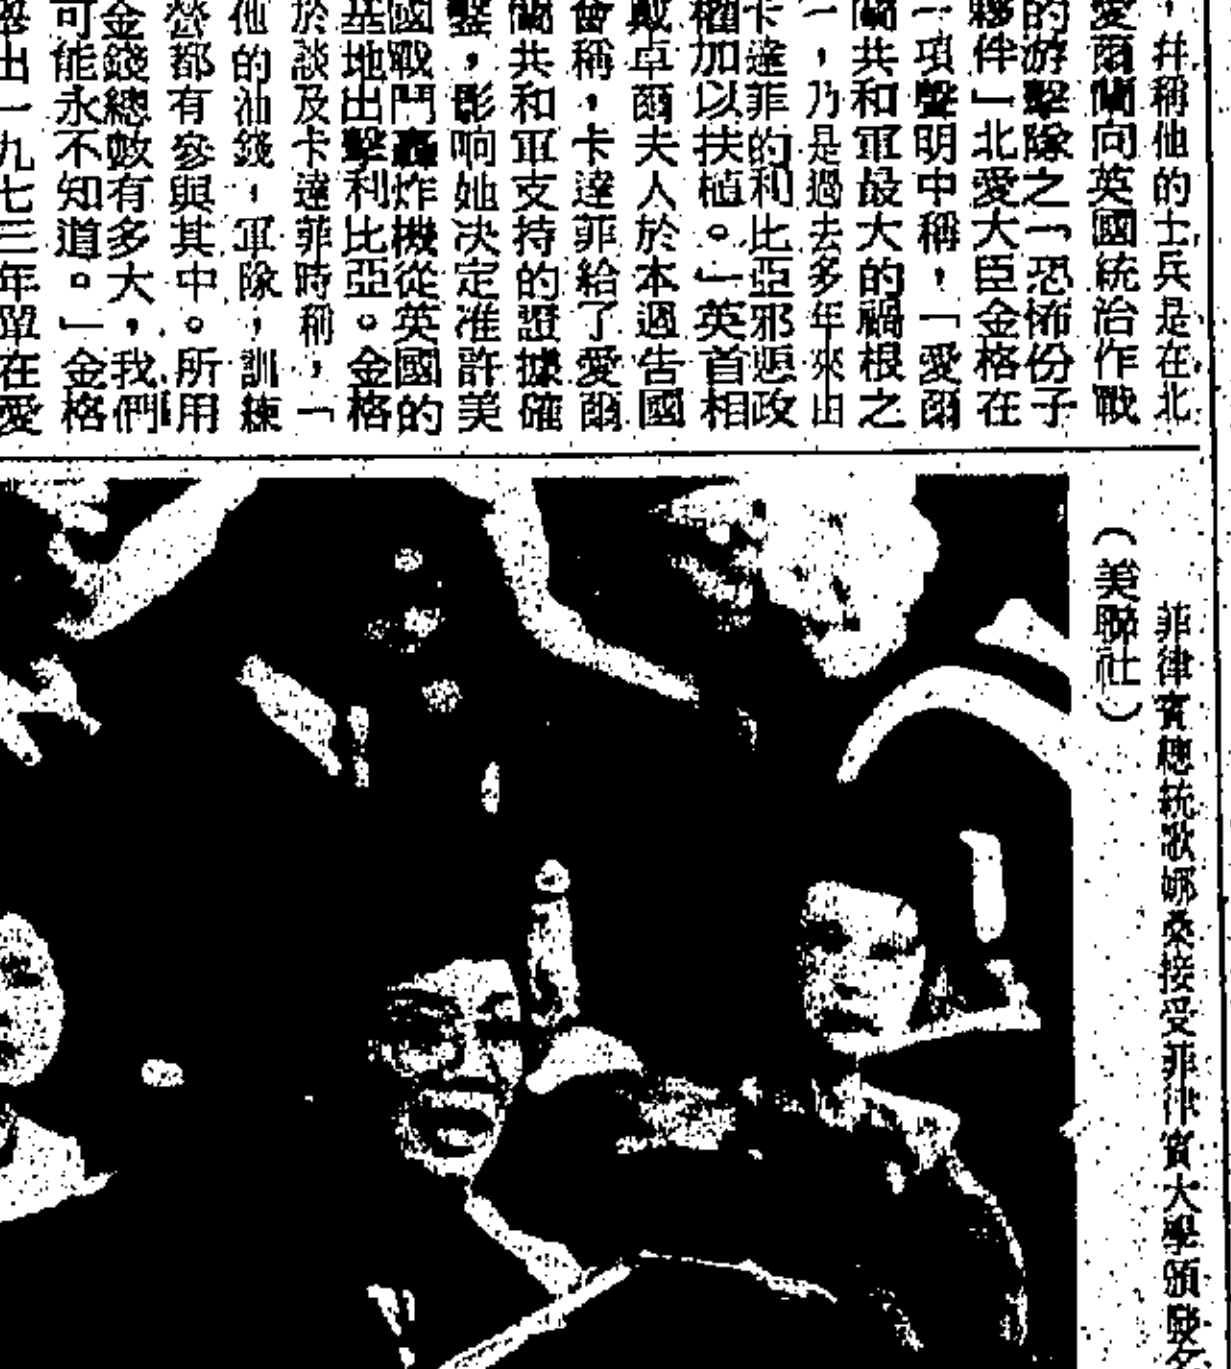 ，幷稱他的士兵是在北
愛爾蘭向英國統治作戰
的游擊隊之「恐怖份子
夥伴」北愛大臣金格在
一項聲明中稱，「愛爾
蘭共和軍最大的禍根之
一，乃是過去多年來由
卡達菲的利比亞邪惡政
權加以扶植。」英首相
戴卓爾夫人於本週告國
會稱，卡達菲給了愛爾
蘭共和軍支持的證據確
鑿，影响她决定准許美
國戰鬥轟炸機從英國的
基地出擊利比亞。金格
於談及卡達菲時稱，「
他的油錢，軍隊，訓練
營都有參與其中。所用
金錢總數有多大，我們
可能永不知道。」金格
出一九七三年單在愛
菲律賓總統歌娜桑接受菲律賓大學頒發
（美聯社）